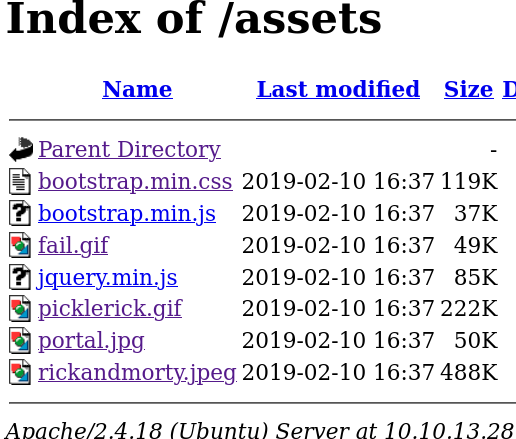 Index of /assets
Name Last modified Size D
Parent Directory -
bootstrap.min.css 2019-02-10 16:37 119K
bootstrap.min.js 2019-02-10 16:37 37K
fail.gif 2019-02-10 16:37 49K
jquery.min.js 2019-02-10 16:37 85K
picklerick.gif 2019-02-10 16:37 222K
portal.jpg 2019-02-10 16:37 50K
rickandmorty.jpeg 2019-02-10 16:37 488K
Apache/2.4.18 (Ubuntu) Server at 10.10.13.28